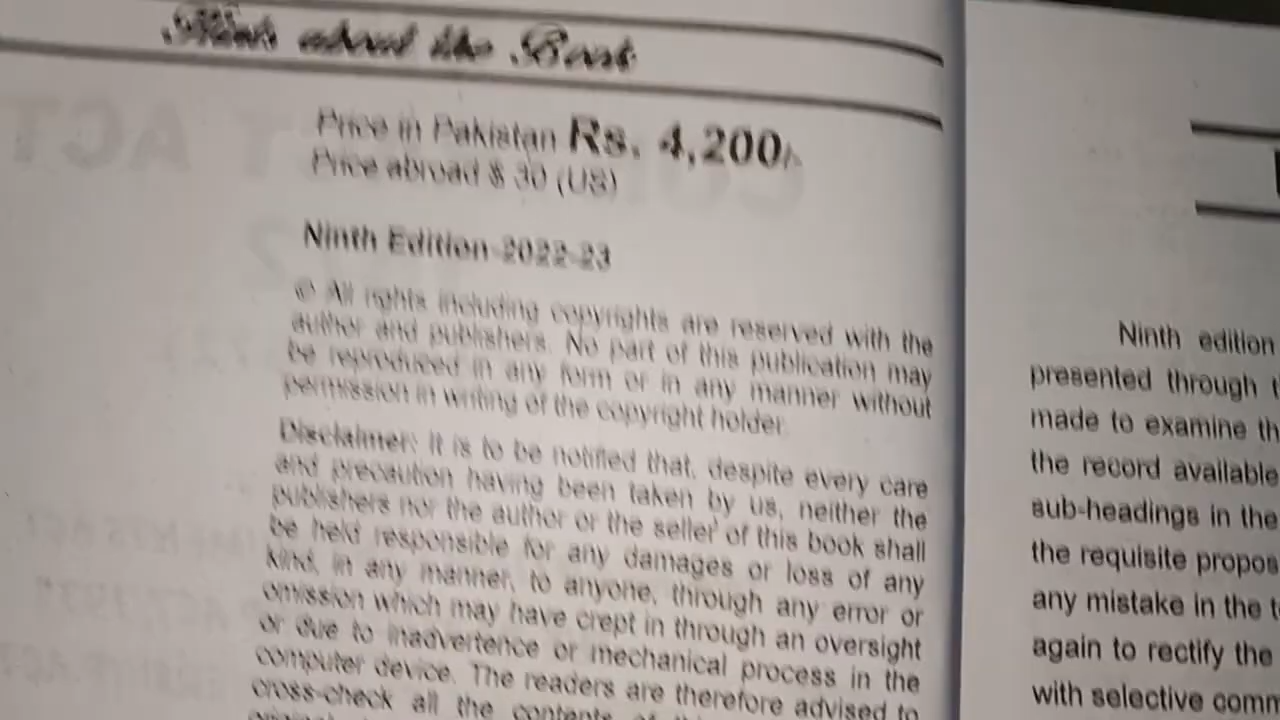 Hints about the Book
Price in Pakistan Rs. 4,200/-
Price abroad $ 30 (US)
Ninth Edition-2022-23
© All rights including copyrights are reserved with the
author and publishers. No part of this publication may
be reproduced in any form or in any manner without
permission in writing of the copyright holder.
Disclaimer: It is to be notified that, despite every care
and precaution having been taken by us, neither the
publishers nor the author or the seller of this book shall
be held responsible for any damages or loss of any
kind, in any manner, to anyone, through any error or
omission which may have crept in through an oversight
or due to inadvertence or mechanical process in the
computer device. The readers are therefore advised to
cross-check all the contents of
Ninth edition
presented through
made to examine th
the record available
sub-headings in the
the requisite propos
any mistake in the t
again to rectify the
with selective comm